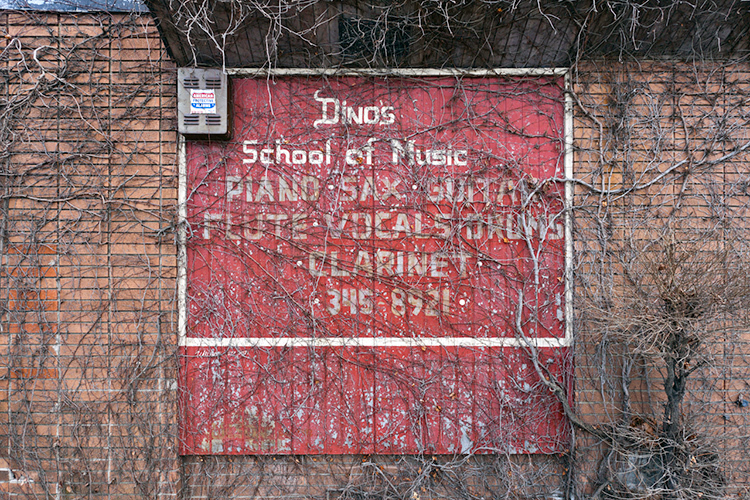 Dino's
School of Music
PIANO·SAX·GUITAR
FLUTE·VOCALS·DRUMS
CLARINET
345·8921